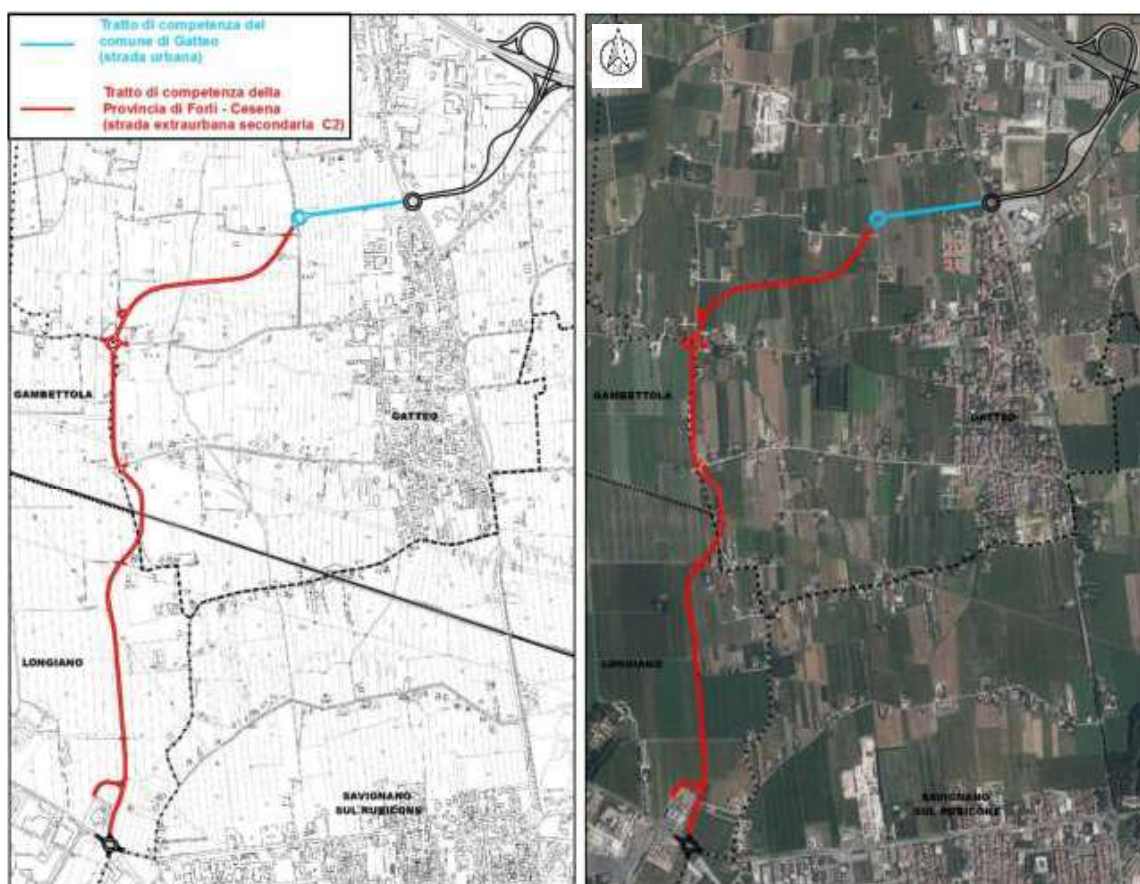 Tratto di competenza del
comune di Gatteo
(strada urbana)
Tratto di competenza della
Provincia di Forlì - Cesena
(strada extraurbana secondaria C2)
GAMBETTOLA
GATTEO
LONGIANO
SAVIGNANO
SUL RUBICONE
GAMBETTOLA
GATTEO
LONGIANO
SAVIGNANO
SUL RUBICONE